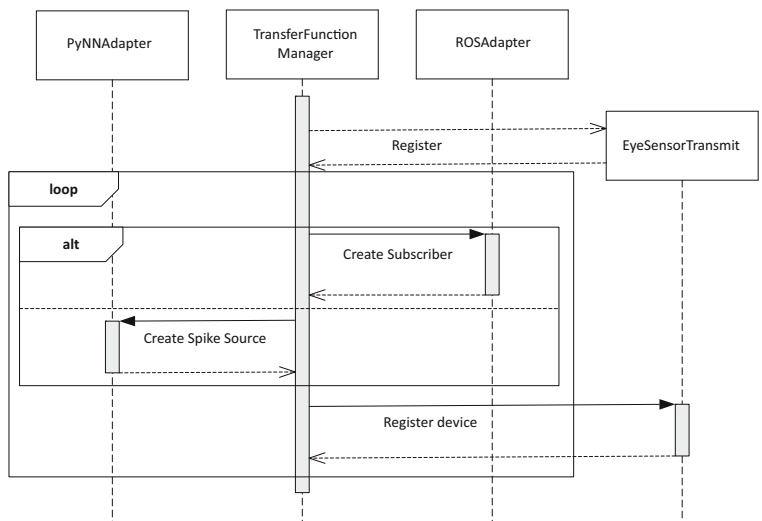 PyNNAdapter
TransferFunction
Manager
ROSAdapter
EyeSensorTransmit
Register
loop
alt
Create Subscriber
Create Spike Source
Register device